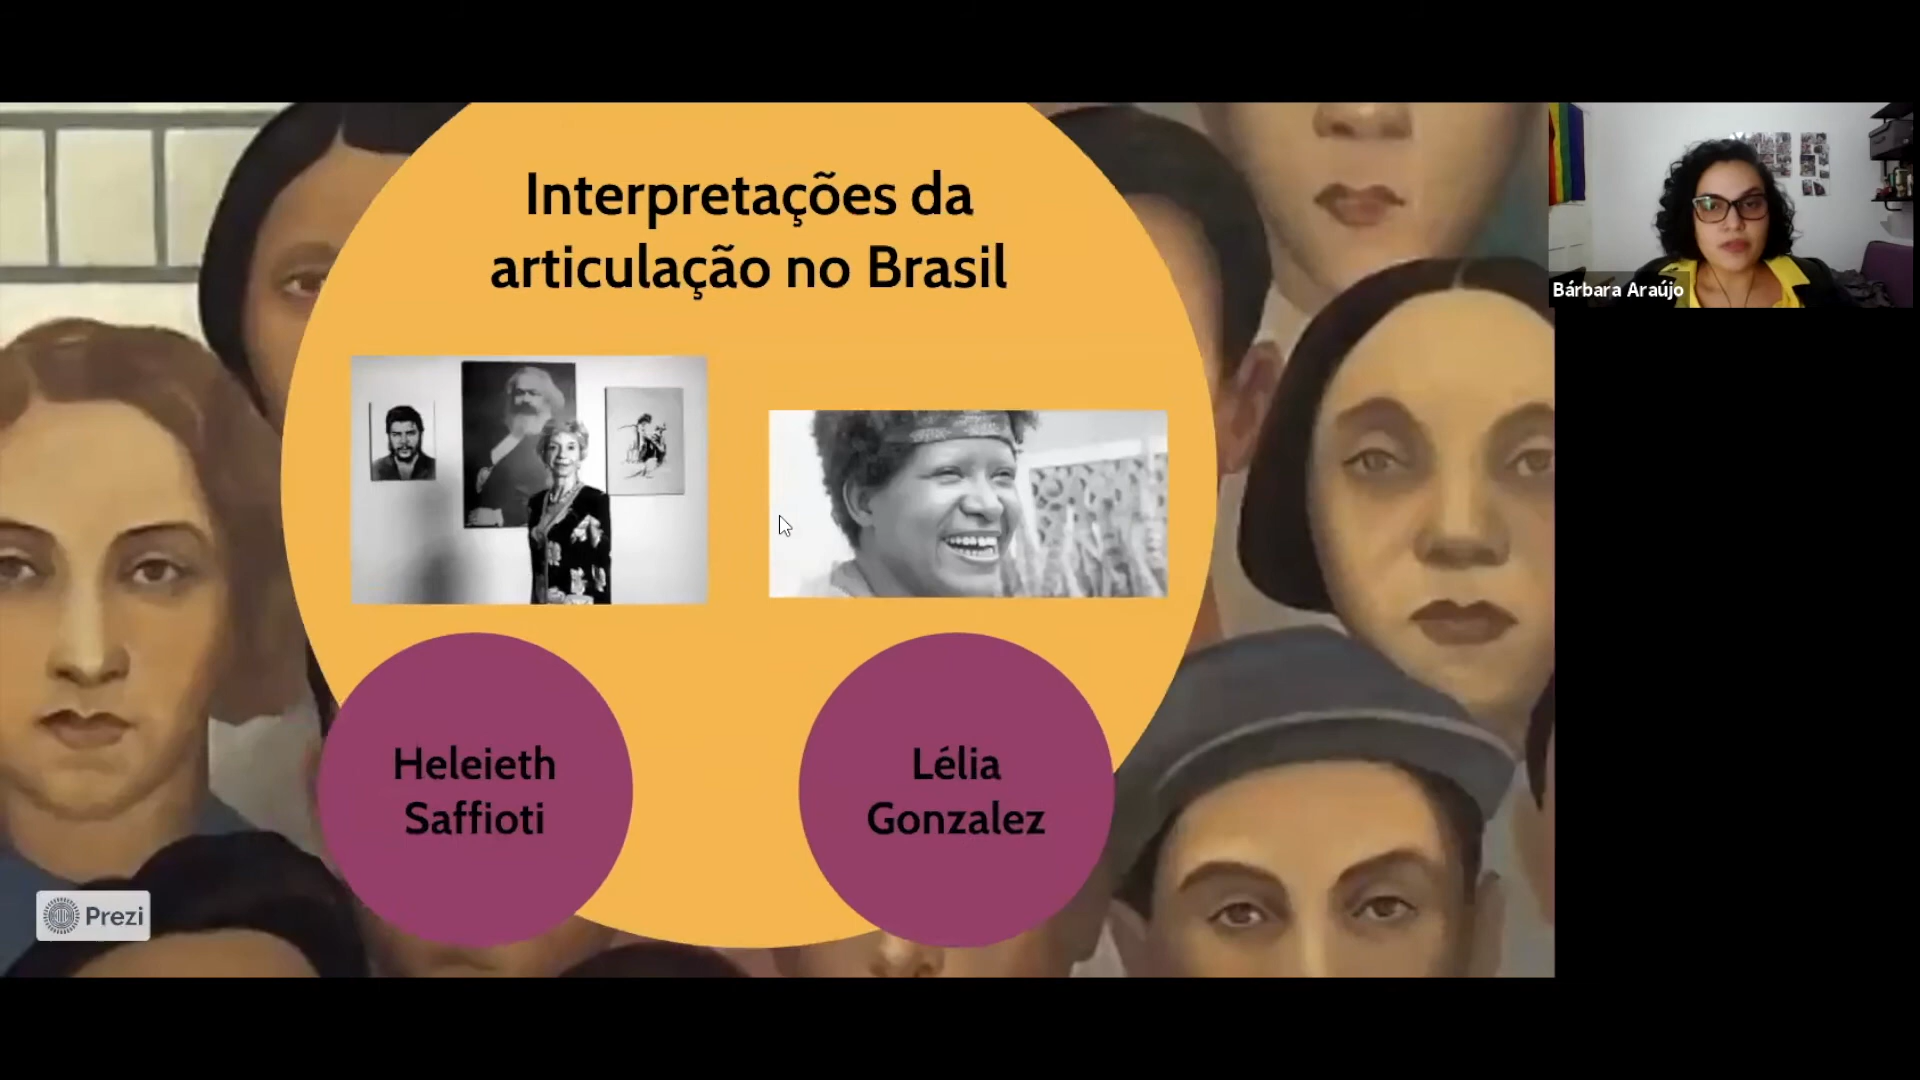 Interpretações da
articulação no Brasil
Bárbara Araújo
Heleieth
Saffioti
Lélia
Gonzalez
Prezi